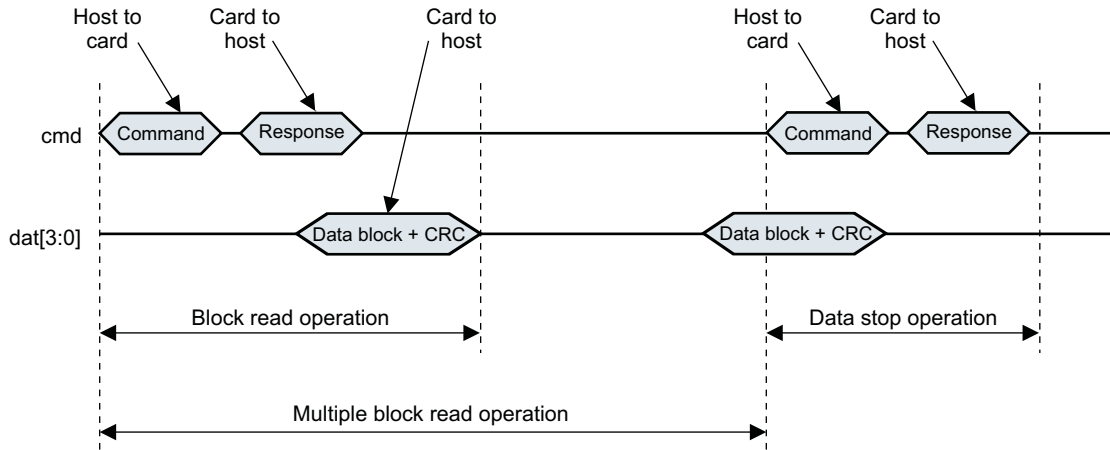 Host to
card
Card to
host
Card to
host
Host to
card
Card to
host
cmd
Command
Response
Command
Response
dat[3:0]
Data block + CRC
Data block + CRC
Block read operation
Data stop operation
Multiple block read operation